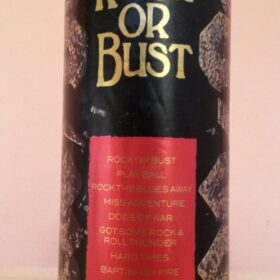 OR
BUST
ROCK OR BUST
PLAY BALL
ROCK THE BLUES AWAY
MISS ADVENTURE
DOGS OF WAR
GOT SOME ROCK &
ROLL THUNDER
HARD TIMES
BAPTISM BY FIRE